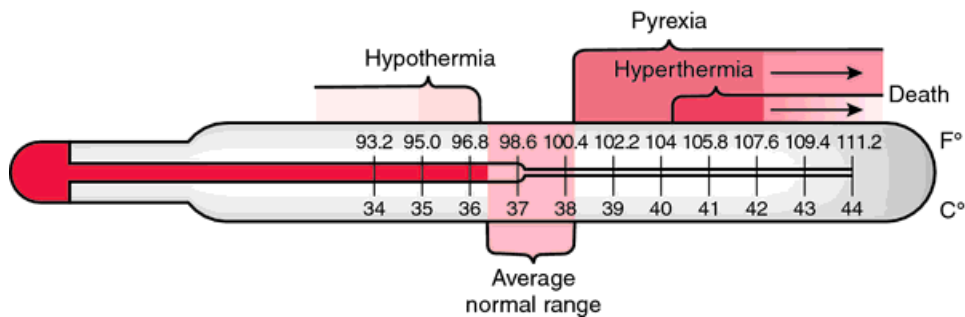 Pyrexia
Hypothermia
Hyperthermia
Death
93.2 95.0 96.8 98.6 100.4 102.2 104 105.8 107.6 109.4 111.2 F°
34 35 36 37 38 39 40 41 42 43 44 C°
Average
normal range